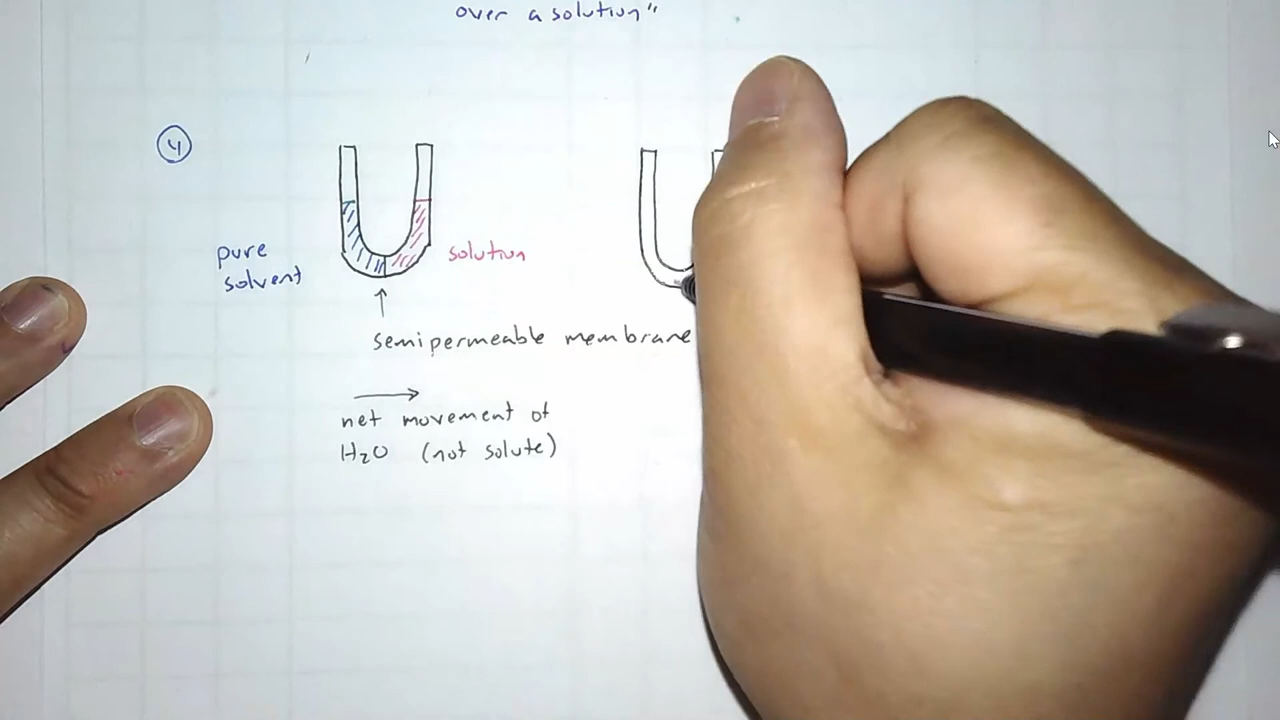 over a solution"
4
pure
solvent
solution
semipermeable membrane
net movement of
H₂O (not solute)